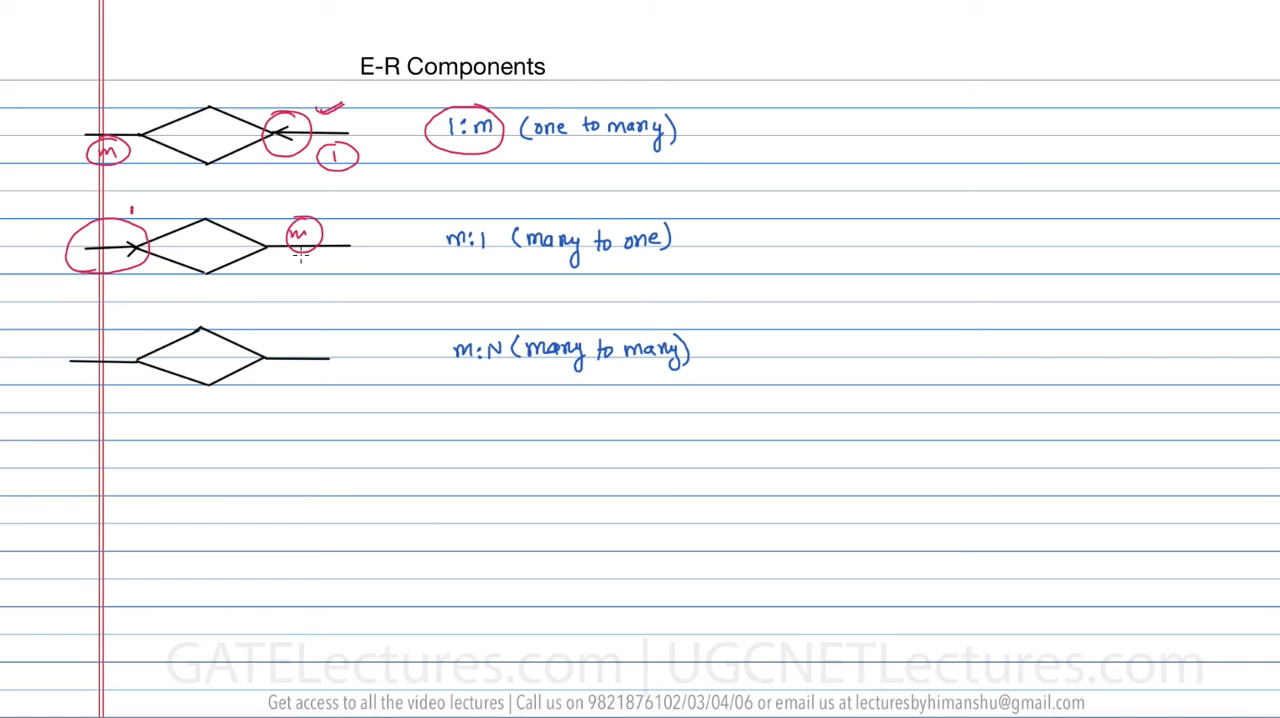 E-R Components
1:m (one to many)
m
1
1
m
m:1 (many to one)
m:N (many to many)
GATELectures.com | UGCNETLectures.com
Get access to all the video lectures | Call us on 9821876102/03/04/06 or email us at lecturesbyhimanshu@gmail.com